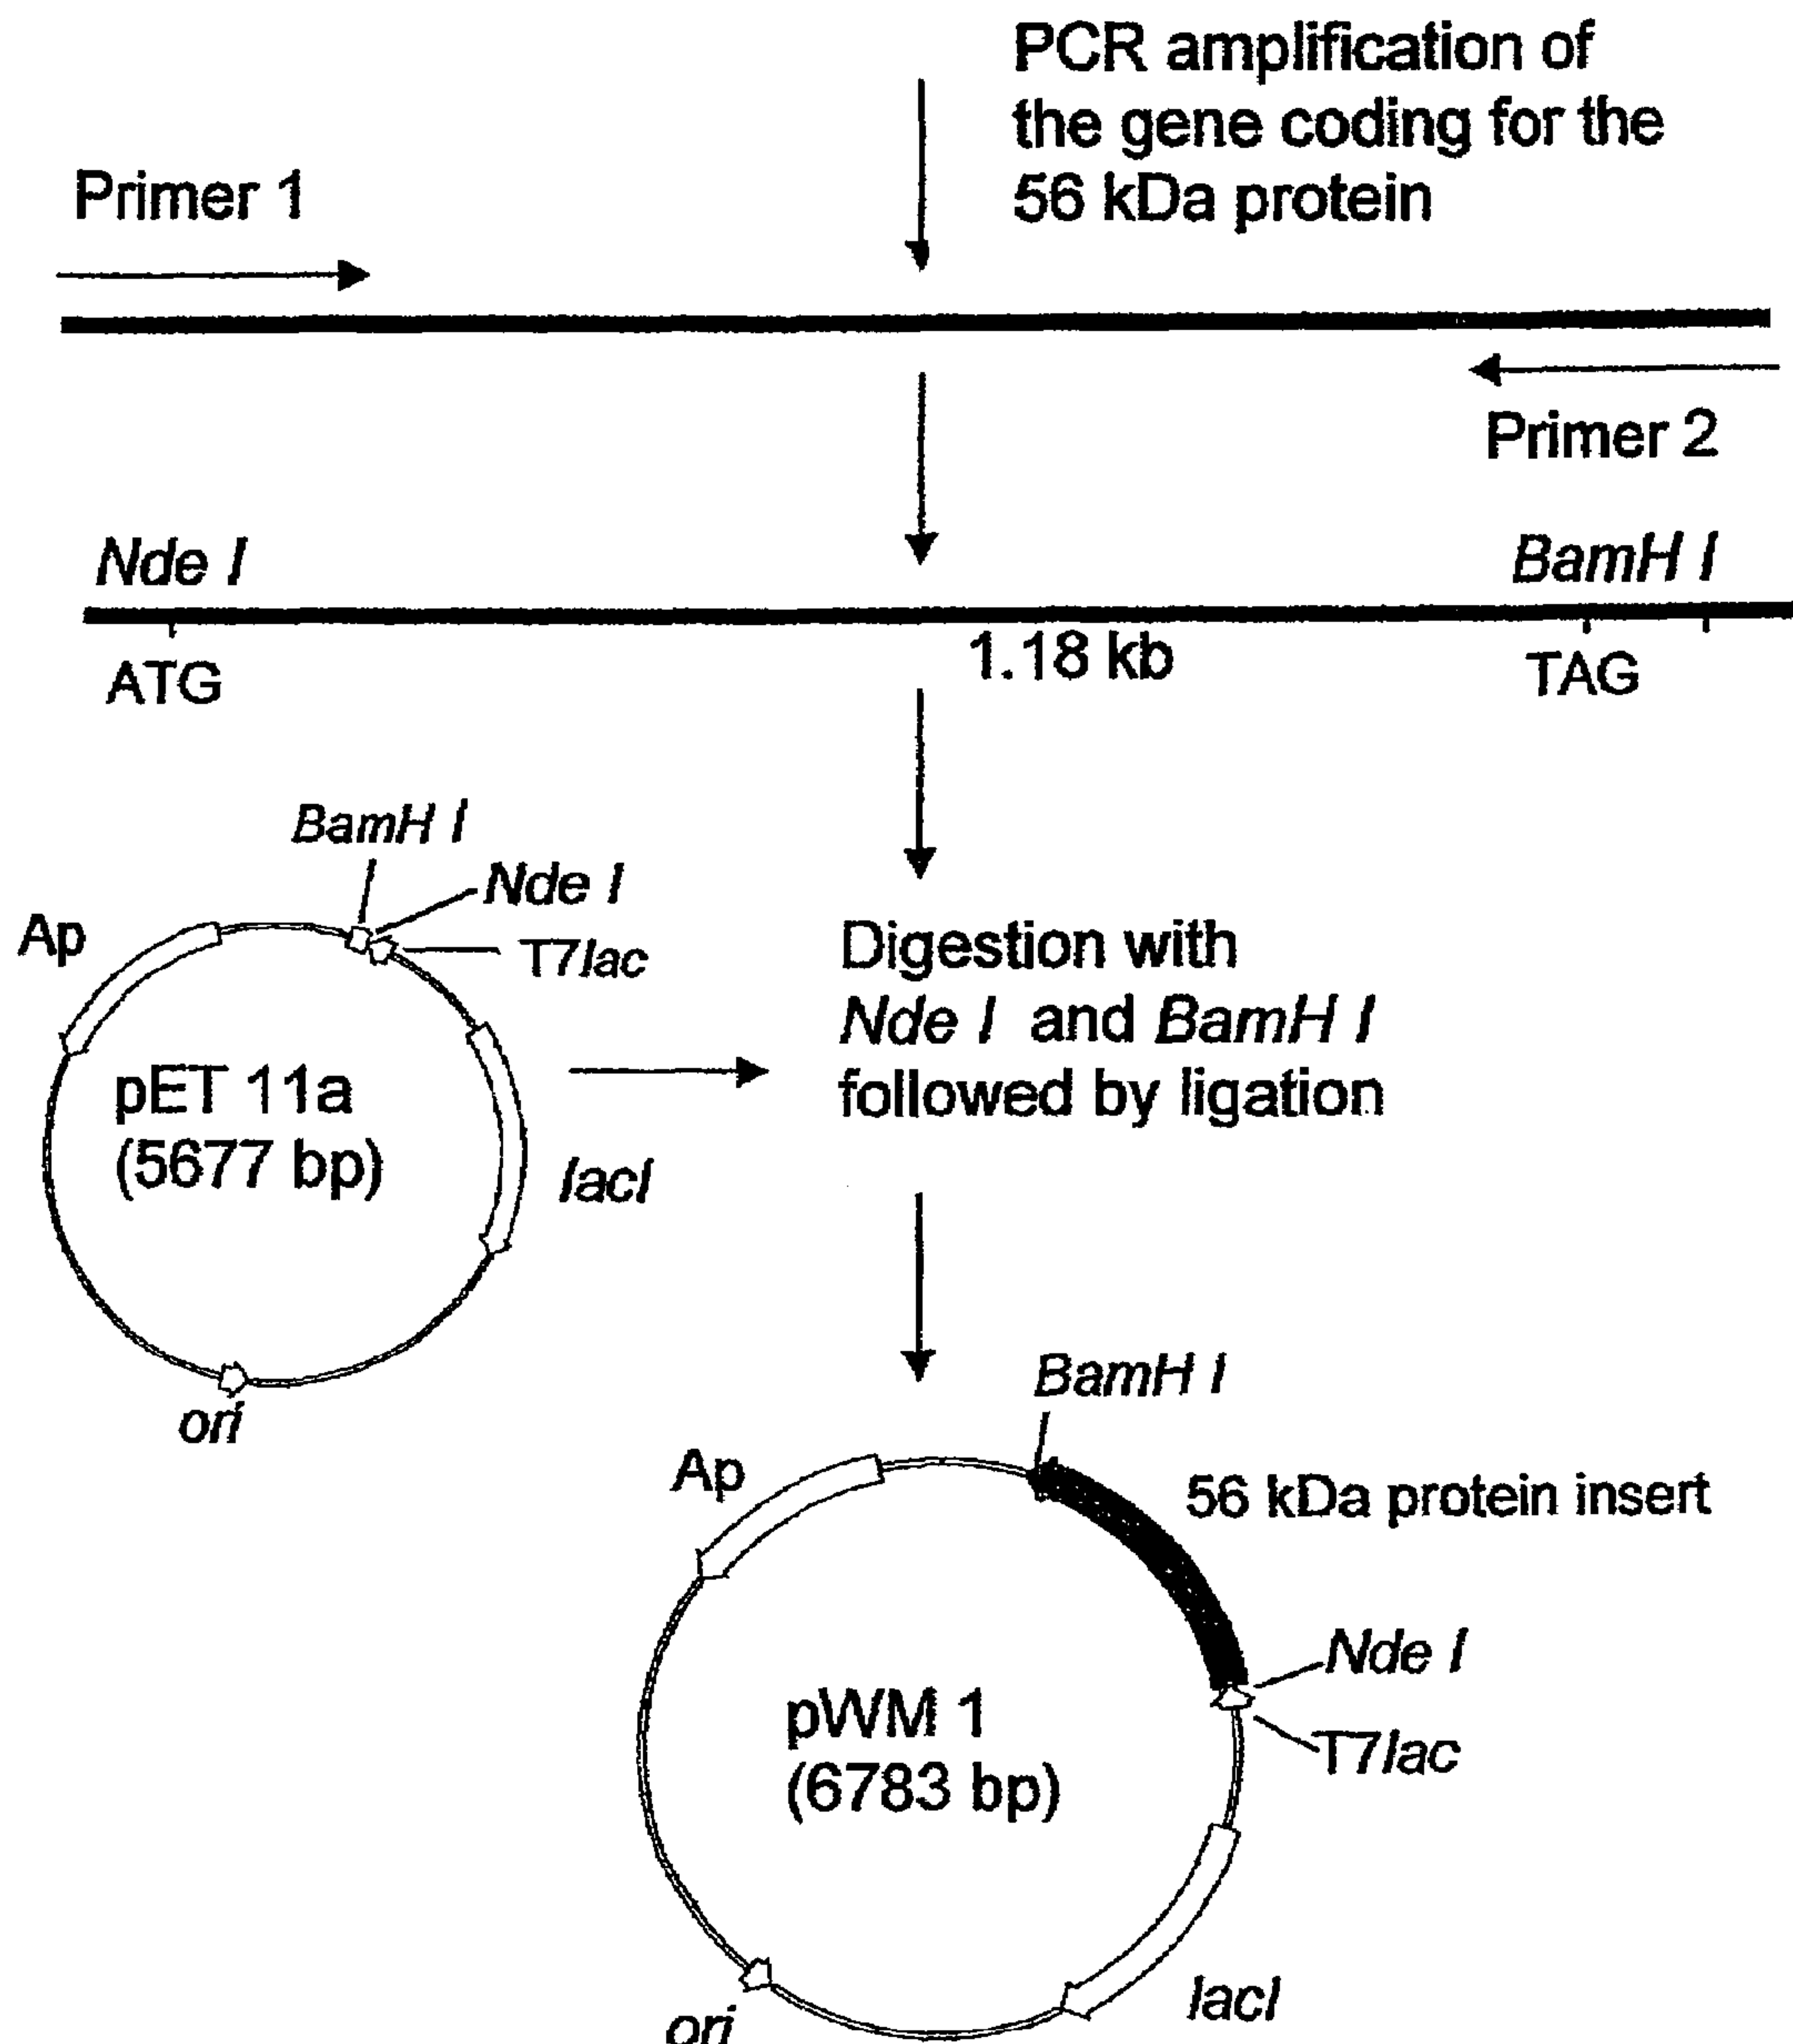 PCR amplification of
the gene coding for the
56 kDa protein
Primer 1
Primer 2
Nde I
BamH I
ATG
1.18 kb
TAG
BamH I
Nde I
Ap
T7lac
pET 11a
(5677 bp)
lacI
ori
Digestion with
Nde I and BamH I
followed by ligation
BamH I
Ap
56 kDa protein insert
Nde I
T7lac
pWM 1
(6783 bp)
lacI
ori